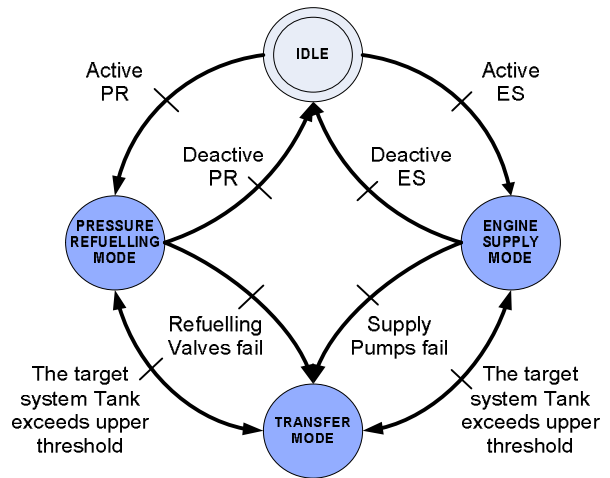 IDLE
Active
PR
Active
ES
Deactive
PR
Deactive
ES
PRESSURE
REFUELLING
MODE
ENGINE
SUPPLY
MODE
Refuelling
Valves fail
Supply
Pumps fail
The target
system Tank
exceeds upper
threshold
The target
system Tank
exceeds upper
threshold
TRANSFER
MODE